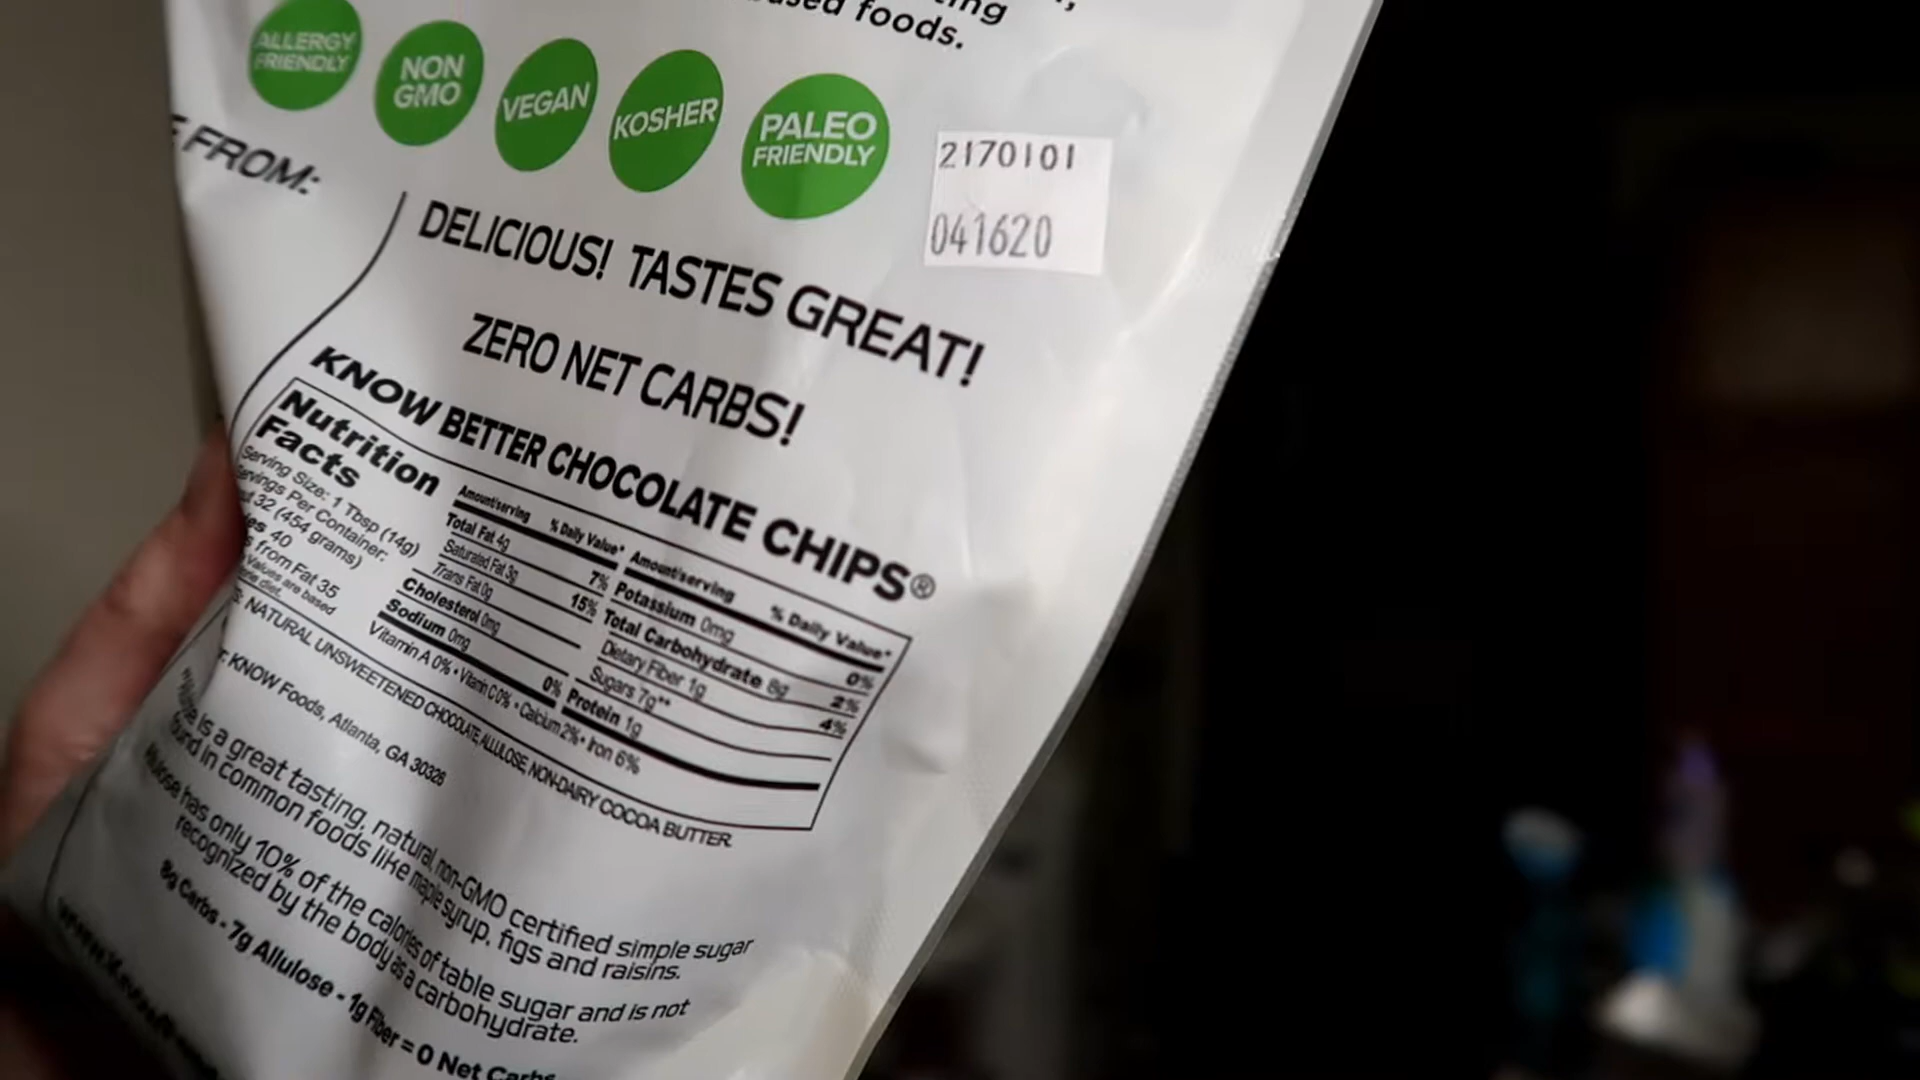 ting
used foods.
ALLERGY
FRIENDLY
NON
GMO
VEGAN
KOSHER
PALEO
FRIENDLY
2170101
041620
FROM:
DELICIOUS! TASTES GREAT!
ZERO NET CARBS!
KNOW BETTER CHOCOLATE CHIPS®
Nutrition
Facts
Serving Size: 1 Tbsp (14g)
Servings Per Container:
32 (454 grams)
40
from Fat 35
Values are based
diet.
Amount/serving % Daily Value*
Total Fat 4g 7%
Saturated Fat 3g 15%
Trans Fat 0g
Cholesterol 0mg
Sodium 0mg 0%
Amount/serving % Daily Value*
Potassium 0mg 0%
Total Carbohydrate 8g 2%
Dietary Fiber 1g 4%
Sugars 7g**
Protein 1g
Vitamin A 0% • Vitamin C 0% • Calcium 2% • Iron 6%
NATURAL UNSWEETENED CHOCOLATE, ALLULOSE, NON-DAIRY COCOA BUTTER
KNOW Foods, Atlanta, GA 30328
is a great tasting, natural, non-GMO certified simple sugar
found in common foods like maple syrup, figs and raisins.
has only 10% of the calories of table sugar and is not
recognized by the body as a carbohydrate.
8g Carbs - 7g Allulose - 1g Fiber = 0 Net Carbs